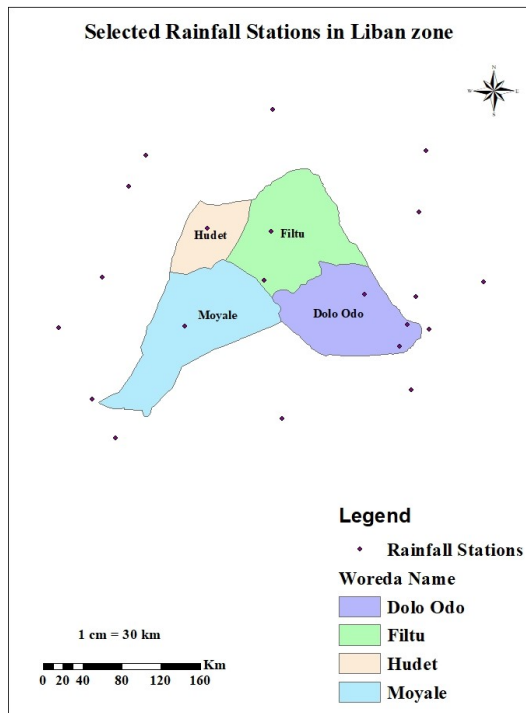 Selected Rainfall Stations in Liban zone
N
W E
S
Hudet
Filtu
Moyale
Dolo Odo
Legend
Rainfall Stations
Woreda Name
Dolo Odo
Filtu
Hudet
Moyale
1 cm = 30 km
Km
0 20 40 80 120 160